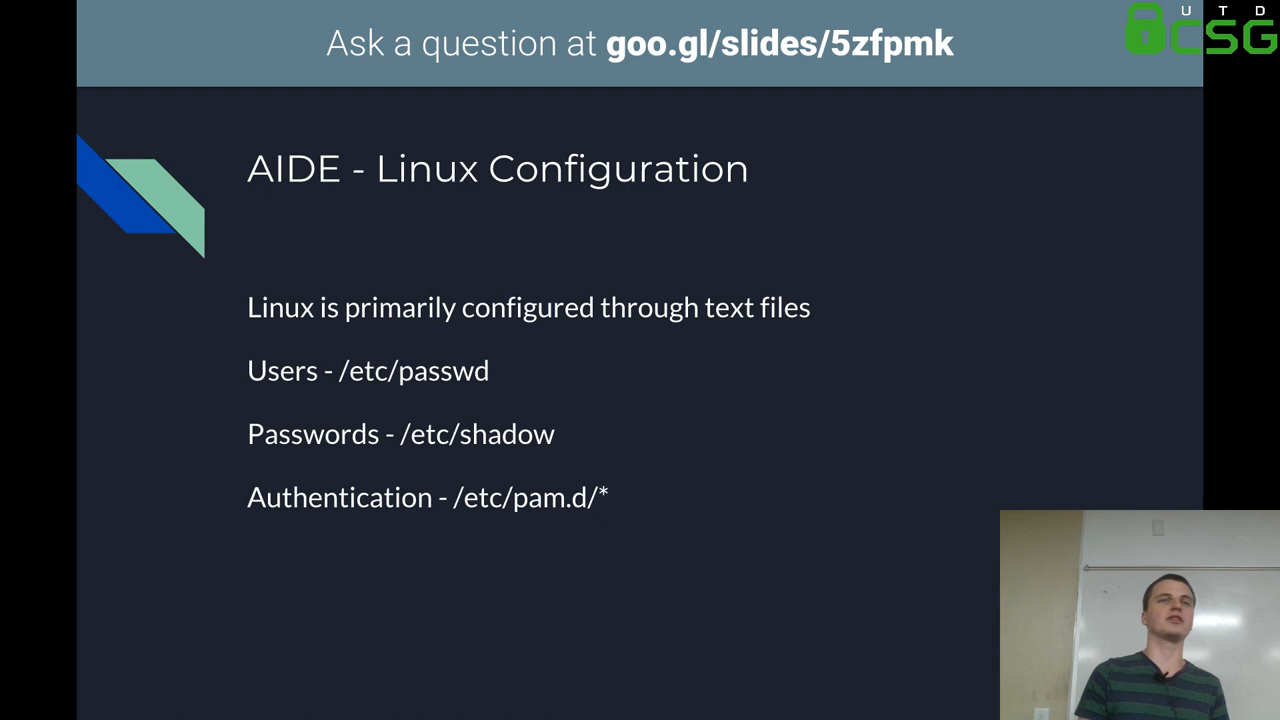 Ask a question at goo.gl/slides/5zfpmk
UTD
CSG
AIDE - Linux Configuration
Linux is primarily configured through text files
Users - /etc/passwd
Passwords - /etc/shadow
Authentication - /etc/pam.d/*